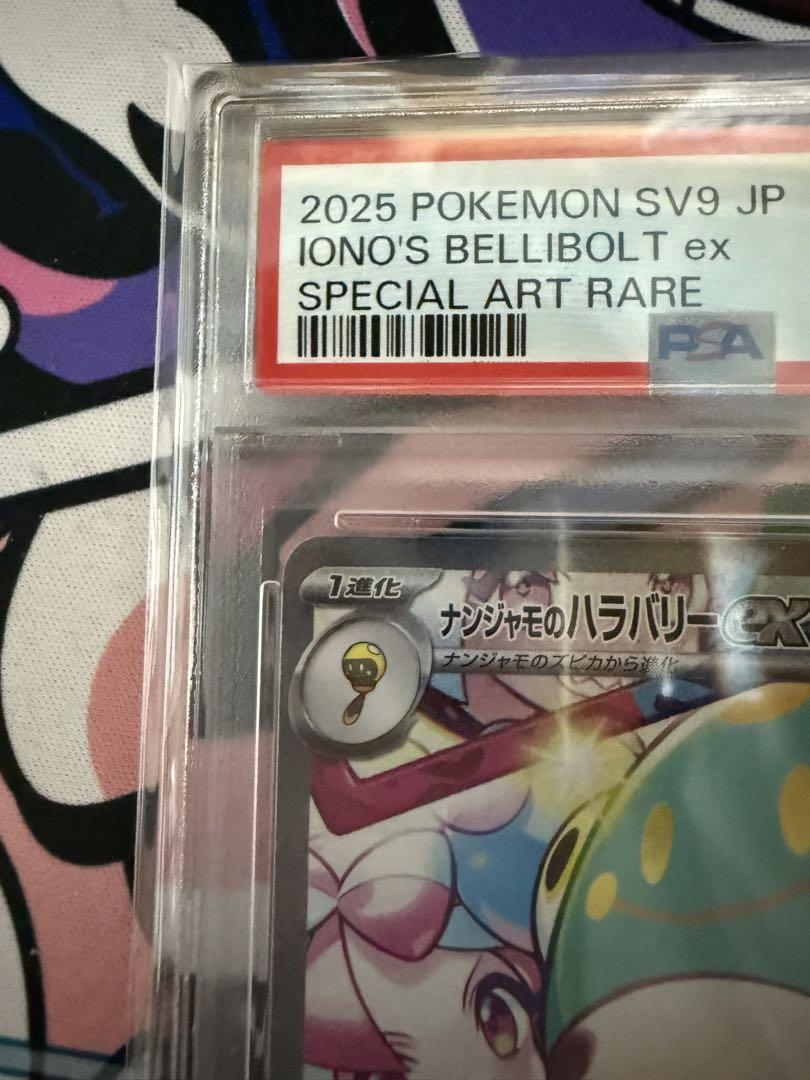 2025 POKEMON SV9 JP
IONO'S BELLIBOLT ex
SPECIAL ART RARE
PSA
1進化
ナンジャモのハラバリーex
ナンジャモのズピカから進化